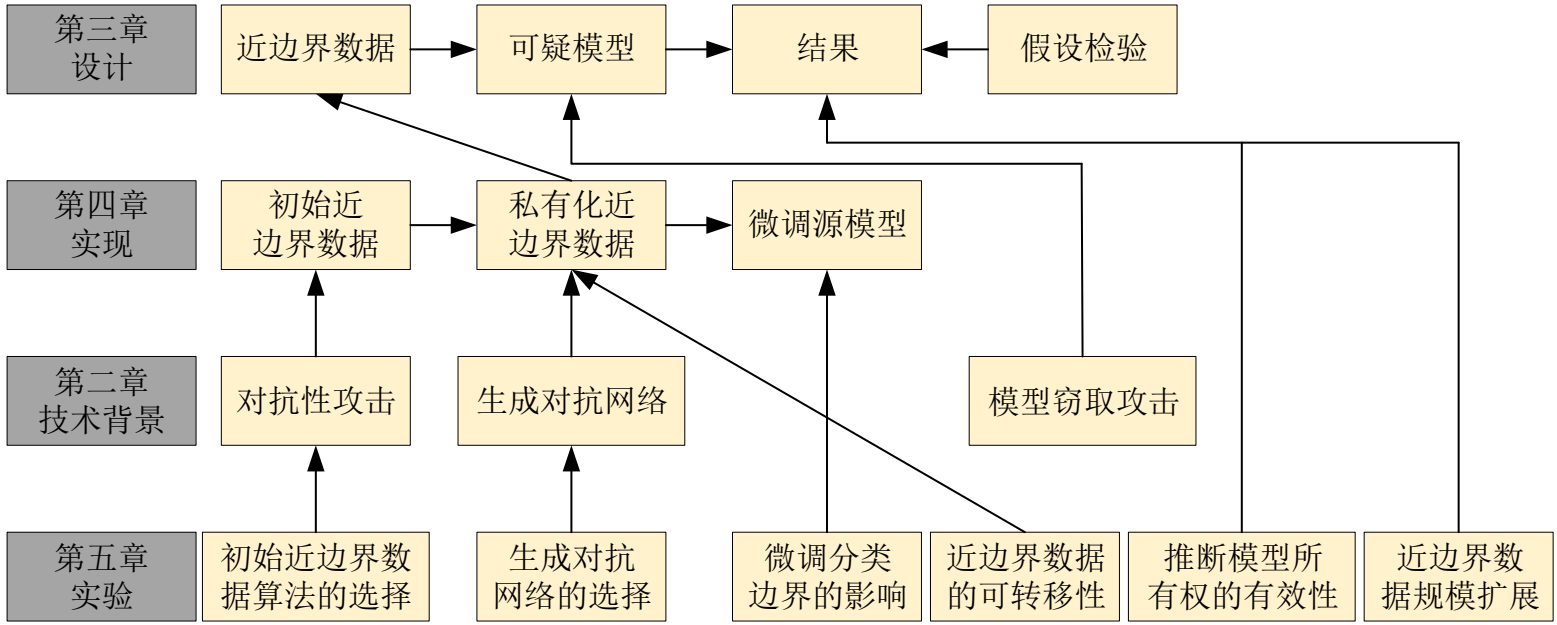 第三章
设计
近边界数据
可疑模型
结果
假设检验
第四章
实现
初始近
边界数据
私有化近
边界数据
微调源模型
第二章
技术背景
对抗性攻击
生成对抗网络
模型窃取攻击
第五章
实验
初始近边界数
据算法的选择
生成对抗
网络的选择
微调分类
边界的影响
近边界数据
的可转移性
推断模型所
有权的有效性
近边界数
据规模扩展